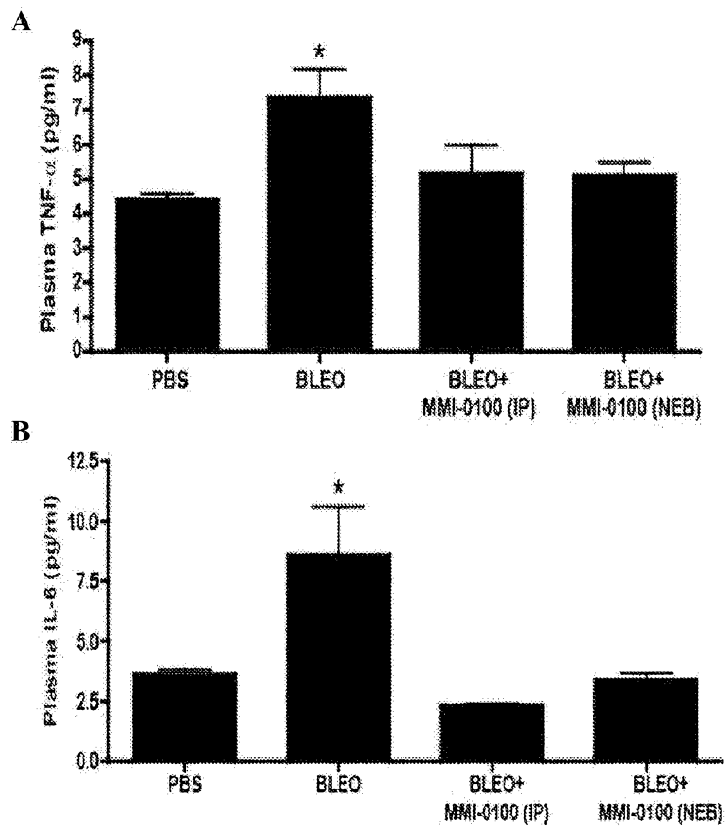 A
Plasma TNF-α (pg/ml)
9
8
7
6
5
4
3
2
1
0
*
PBS
BLEO
BLEO+
MMI-0100 (IP)
BLEO+
MMI-0100 (NEB)
B
Plasma IL-6 (pg/ml)
12.5
10.0
7.5
5.0
2.5
0.0
*
PBS
BLEO
BLEO+
MMI-0100 (IP)
BLEO+
MMI-0100 (NEB)